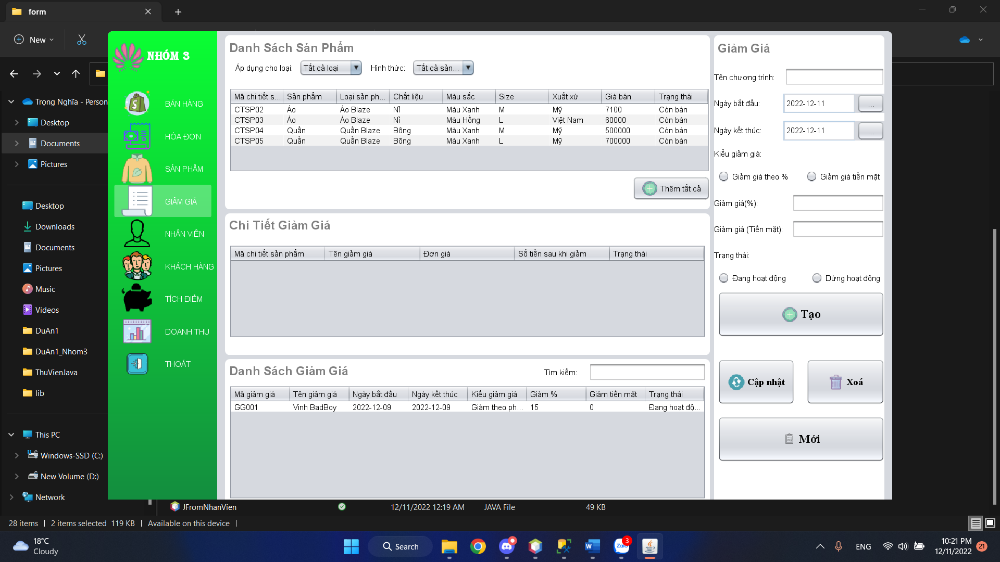 form
New
NHÓM 3
BÁN HÀNG
HÓA ĐƠN
SẢN PHẨM
GIẢM GIÁ
NHÂN VIÊN
KHÁCH HÀNG
TÍCH ĐIỂM
DOANH THU
THOÁT
Trọng Nghĩa - Person
Desktop
Documents
Pictures
Desktop
Downloads
Documents
Pictures
Music
Videos
DuAn1
DuAn1_Nhom3
ThuVienJava
lib
This PC
Windows-SSD (C:)
New Volume (D:)
Network
Danh Sách Sản Phẩm
Áp dụng cho loại: Tất cả loại Hình thức: Tất cả sản...
Mã chi tiết s... Sản phẩm Loại sản ph... Chất liệu Màu sắc Size Xuất xứ Giá bán Trạng thái
CTSP02 Áo Áo Blaze Nỉ Màu Xanh M Mỹ 7100 Còn bán
CTSP03 Áo Áo Blaze Nỉ Màu Hồng L Việt Nam 60000 Còn bán
CTSP04 Quần Quần Blaze Bông Màu Xanh M Mỹ 500000 Còn bán
CTSP05 Quần Quần Blaze Bông Màu Xanh L Mỹ 700000 Còn bán
Thêm tất cả
Chi Tiết Giảm Giá
Mã chi tiết sản phẩm Tên giảm giá Đơn giá Số tiền sau khi giảm Trạng thái
Danh Sách Giảm Giá
Tìm kiếm:
Mã giảm giá Tên giảm giá Ngày bắt đầu Ngày kết thúc Kiểu giảm giá Giảm % Giảm tiền mặt Trạng thái
GG001 Vinh BadBoy 2022-12-09 2022-12-09 Giảm theo ph... 15 0 Đang hoạt độ...
Giảm Giá
Tên chương trình:
Ngày bắt đầu: 2022-12-11 ...
Ngày kết thúc: 2022-12-11 ...
Kiểu giảm giá:
Giảm giá theo % Giảm giá tiền mặt
Giảm giá(%):
Giảm giá (Tiền mặt):
Trạng thái:
Đang hoạt động Dừng hoạt động
Tạo
Cập nhật Xoá
Mới
JFromNhanVien 12/11/2022 12:19 AM JAVA File 49 KB
28 items 2 items selected 119 KB Available on this device
18°C
Cloudy
Search
Zalo
3
ENG
10:21 PM
12/11/2022
21